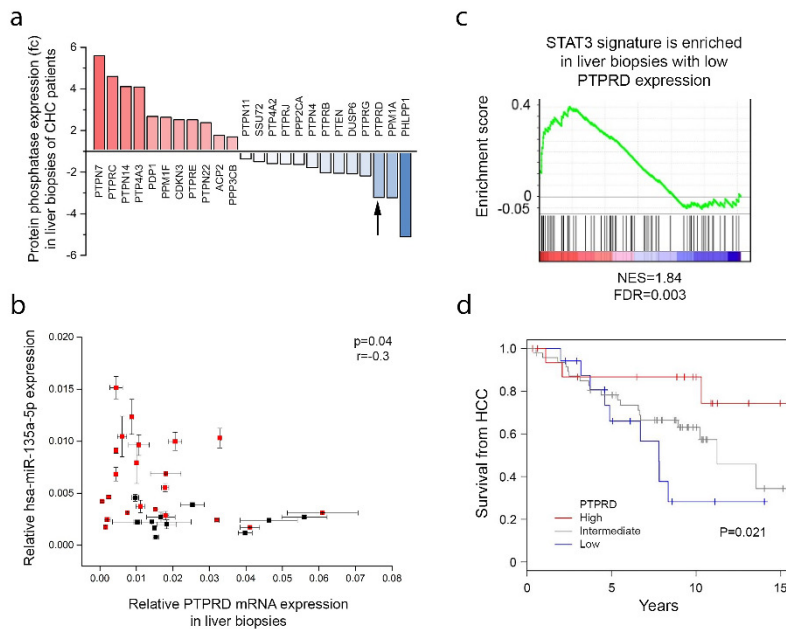 a
Protein phosphatase expression (fc)
in liver biopsies of CHC patients
6
4
2
0
-2
-4
-6
PTPN7
PTPRC
PTPN14
PTP4A3
PDP1
PPM1F
CDKN3
PTPRE
PTPN22
ACP2
PPP3CB
PTPN11
SSU72
PTP4A2
PTPRJ
PPP2CA
PTPN4
PTPRB
PTEN
DUSP6
PTPRG
PTPRD
PPM1A
PHLPP1
b
Relative hsa-miR-135a-5p expression
0.020
0.015
0.010
0.005
0.000
p=0.04
r=-0.3
0.00 0.01 0.02 0.03 0.04 0.05 0.06 0.07 0.08
Relative PTPRD mRNA expression
in liver biopsies
c
STAT3 signature is enriched
in liver biopsies with low
PTPRD expression
Enrichment score
0.4
0
-0.05
NES=1.84
FDR=0.003
d
Survival from HCC
1.0
0.8
0.6
0.4
0.2
0
PTPRD
High
Intermediate
Low
P=0.021
0 5 10 15
Years